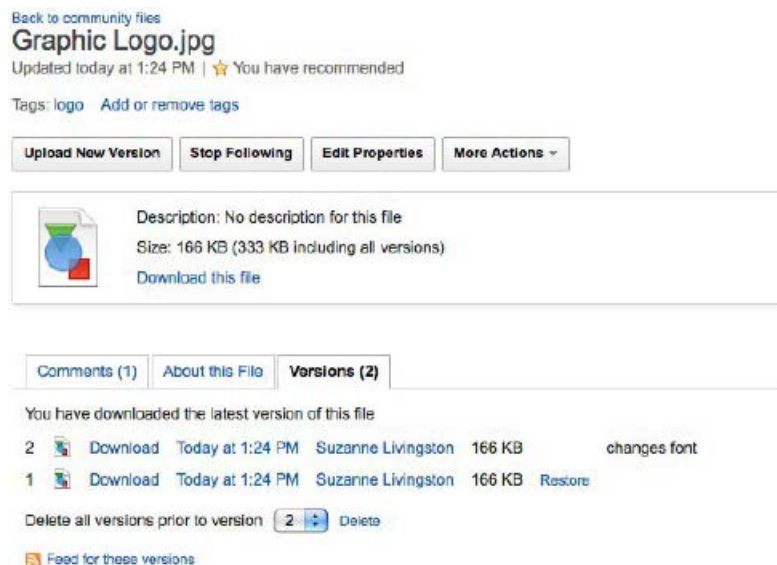 Back to community files
Graphic Logo.jpg
Updated today at 1:24 PM | You have recommended
Tags: logo Add or remove tags
Upload New Version Stop Following Edit Properties More Actions
Description: No description for this file
Size: 166 KB (333 KB including all versions)
Download this file
Comments (1) About this File Versions (2)
You have downloaded the latest version of this file
2 Download Today at 1:24 PM Suzanne Livingston 166 KB changes font
1 Download Today at 1:24 PM Suzanne Livingston 166 KB Restore
Delete all versions prior to version 2 Delete
Feed for these versions